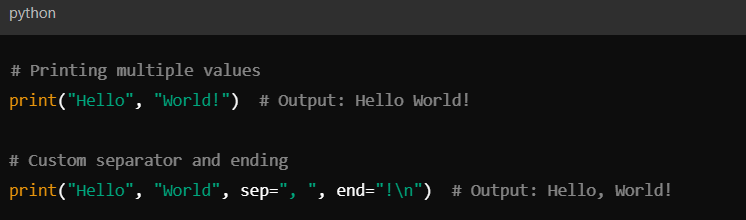 python
# Printing multiple values
print("Hello", "World!")  # Output: Hello World!
# Custom separator and ending
print("Hello", "World", sep=", ", end="!\n")  # Output: Hello, World!